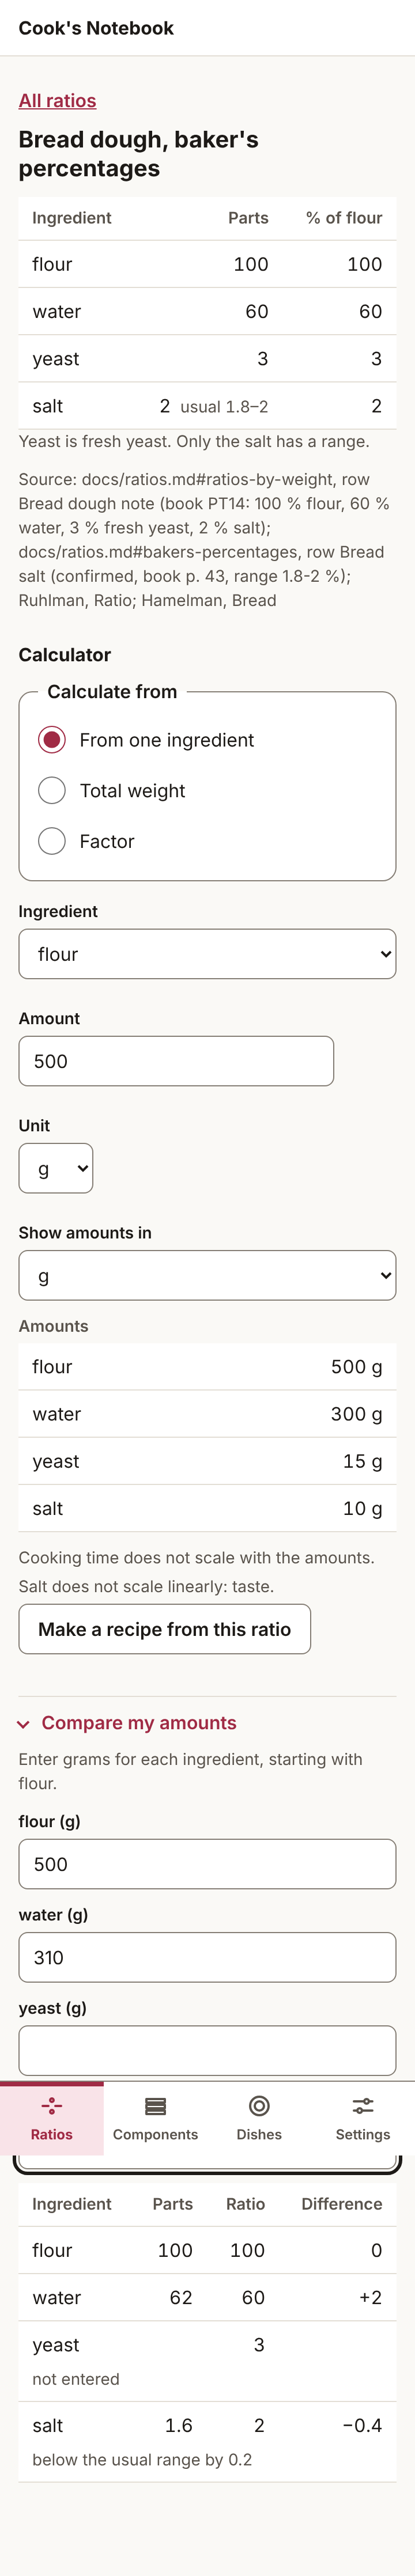 Cook's Notebook
All ratios
Bread dough, baker's
percentages
Ingredient Parts % of flour
flour 100 100
water 60 60
yeast 3 3
salt 2 usual 1.8–2 2
Yeast is fresh yeast. Only the salt has a range.
Source: docs/ratios.md#ratios-by-weight, row
Bread dough note (book PT14: 100 % flour, 60 %
water, 3 % fresh yeast, 2 % salt);
docs/ratios.md#bakers-percentages, row Bread
salt (confirmed, book p. 43, range 1.8-2 %);
Ruhlman, Ratio; Hamelman, Bread
Calculator
Calculate from
From one ingredient
Total weight
Factor
Ingredient
flour
Amount
500
Unit
g
Show amounts in
g
Amounts
flour 500 g
water 300 g
yeast 15 g
salt 10 g
Cooking time does not scale with the amounts.
Salt does not scale linearly: taste.
Make a recipe from this ratio
Compare my amounts
Enter grams for each ingredient, starting with
flour.
flour (g)
500
water (g)
310
yeast (g)
Ratios Components Dishes Settings
Ingredient Parts Ratio Difference
flour 100 100 0
water 62 60 +2
yeast 3
not entered
salt 1.6 2 −0.4
below the usual range by 0.2